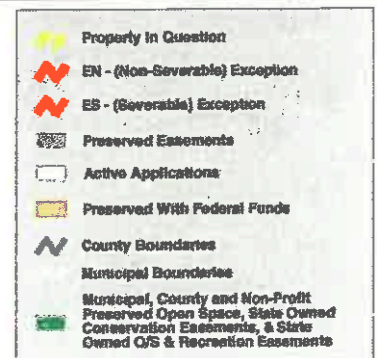 Property In Question
EN - (Non-Severable) Exception
ES - (Severable) Exception
Preserved Easements
Active Applications
Preserved With Federal Funds
County Boundaries
Municipal Boundaries
Municipal, County and Non-Profit
Preserved Open Space, State Owned
Conservation Easements, & State
Owned O/S & Recreation Easements